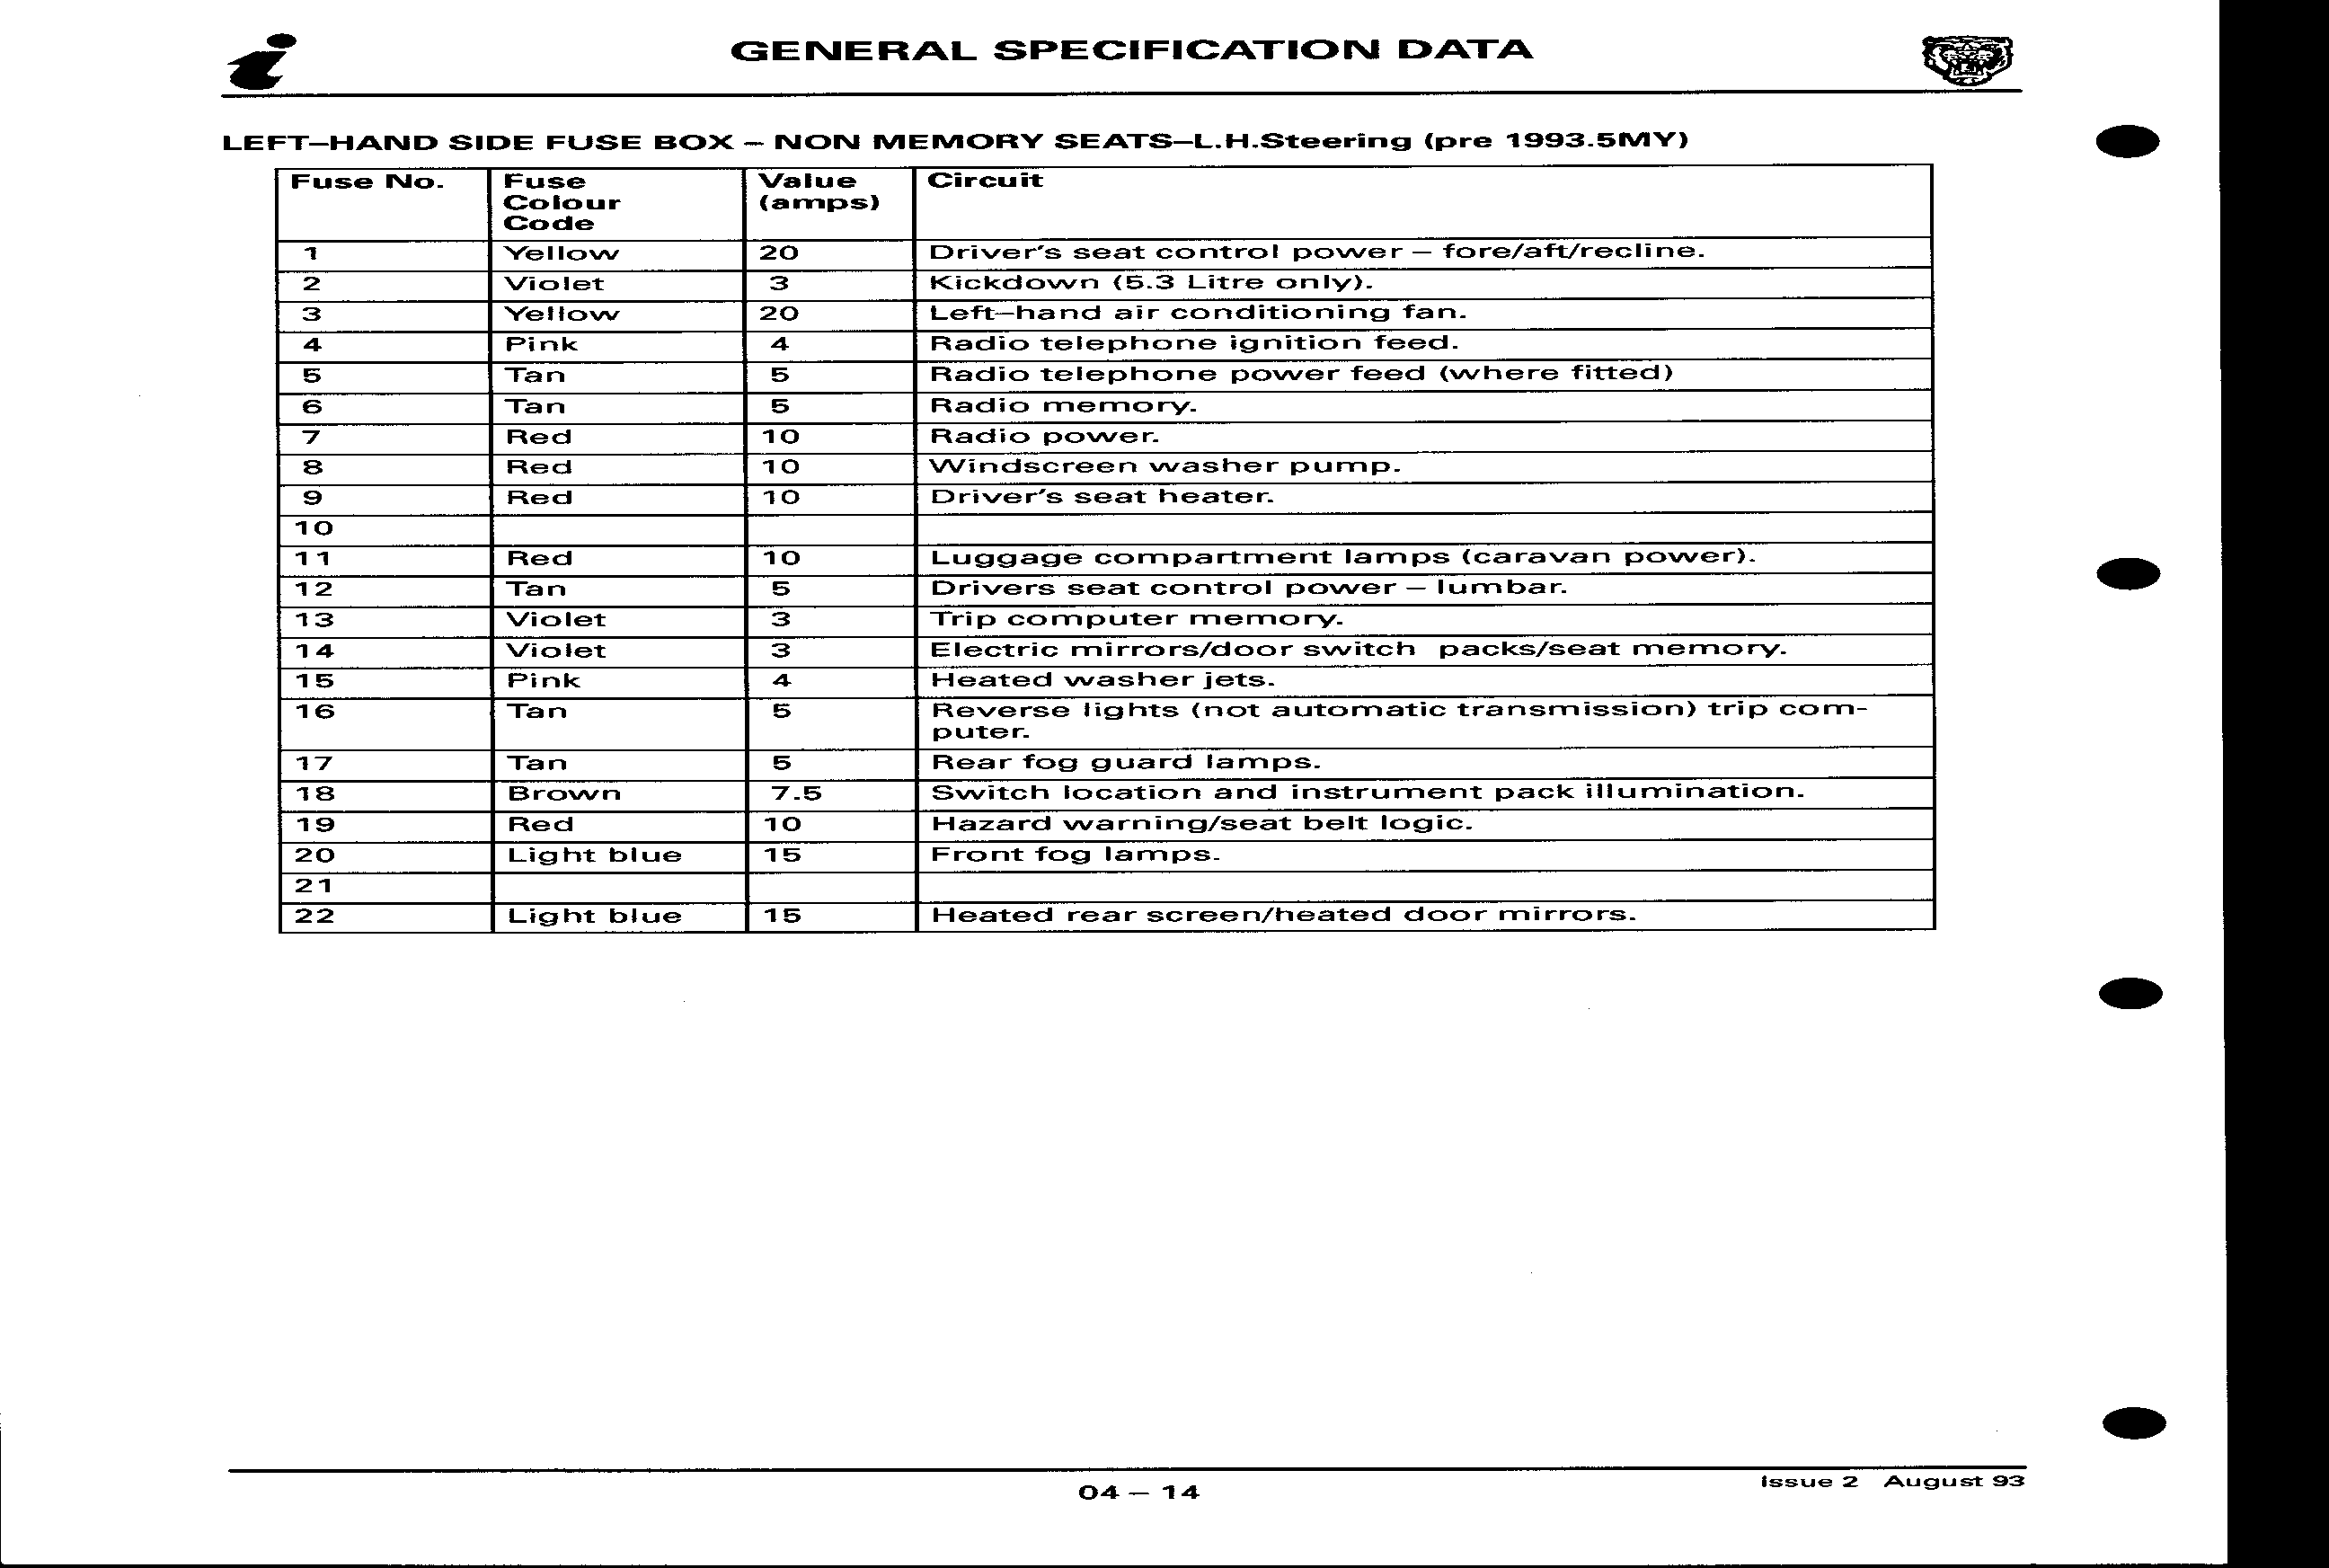 GENERAL SPECIFICATION DATA
LEFT–HAND SIDE FUSE BOX – NON MEMORY SEATS–L.H.Steering (pre 1993.5MY)
Fuse No. Fuse Colour Code Value (amps) Circuit
1 Yellow 20 Driver's seat control power – fore/aft/recline.
2 Violet 3 Kickdown (5.3 Litre only).
3 Yellow 20 Left–hand air conditioning fan.
4 Pink 4 Radio telephone ignition feed.
5 Tan 5 Radio telephone power feed (where fitted)
6 Tan 5 Radio memory.
7 Red 10 Radio power.
8 Red 10 Windscreen washer pump.
9 Red 10 Driver's seat heater.
10
11 Red 10 Luggage compartment lamps (caravan power).
12 Tan 5 Drivers seat control power – lumbar.
13 Violet 3 Trip computer memory.
14 Violet 3 Electric mirrors/door switch packs/seat memory.
15 Pink 4 Heated washer jets.
16 Tan 5 Reverse lights (not automatic transmission) trip com-
puter.
17 Tan 5 Rear fog guard lamps.
18 Brown 7.5 Switch location and instrument pack illumination.
19 Red 10 Hazard warning/seat belt logic.
20 Light blue 15 Front fog lamps.
21
22 Light blue 15 Heated rear screen/heated door mirrors.
04 – 14
Issue 2 August 93